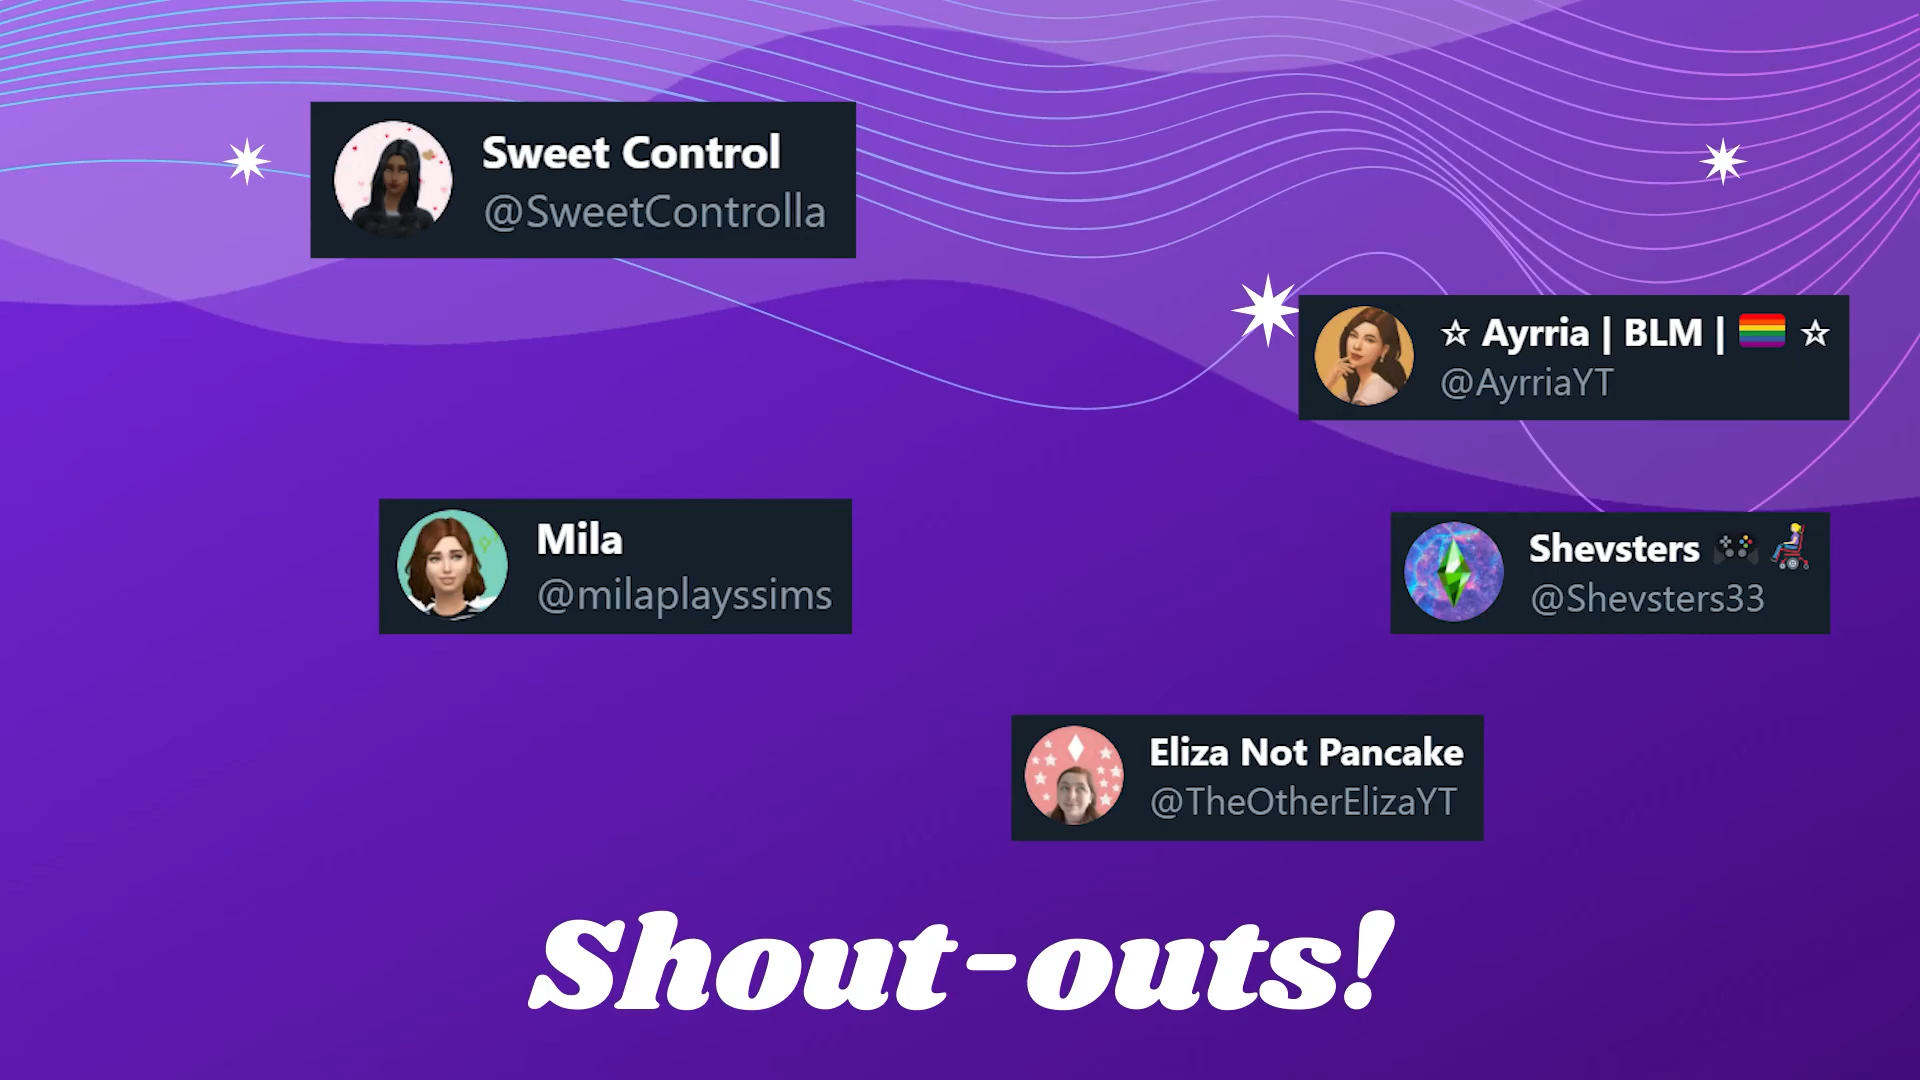 Sweet Control
@SweetControlla
☆ Ayrria | BLM | 🏳️‍🌈 ☆
@AyrriaYT
Mila
@milaplayssims
Shevsters 🎮 👩🏼‍🦼
@Shevsters33
Eliza Not Pancake
@TheOtherElizaYT
Shout-outs!